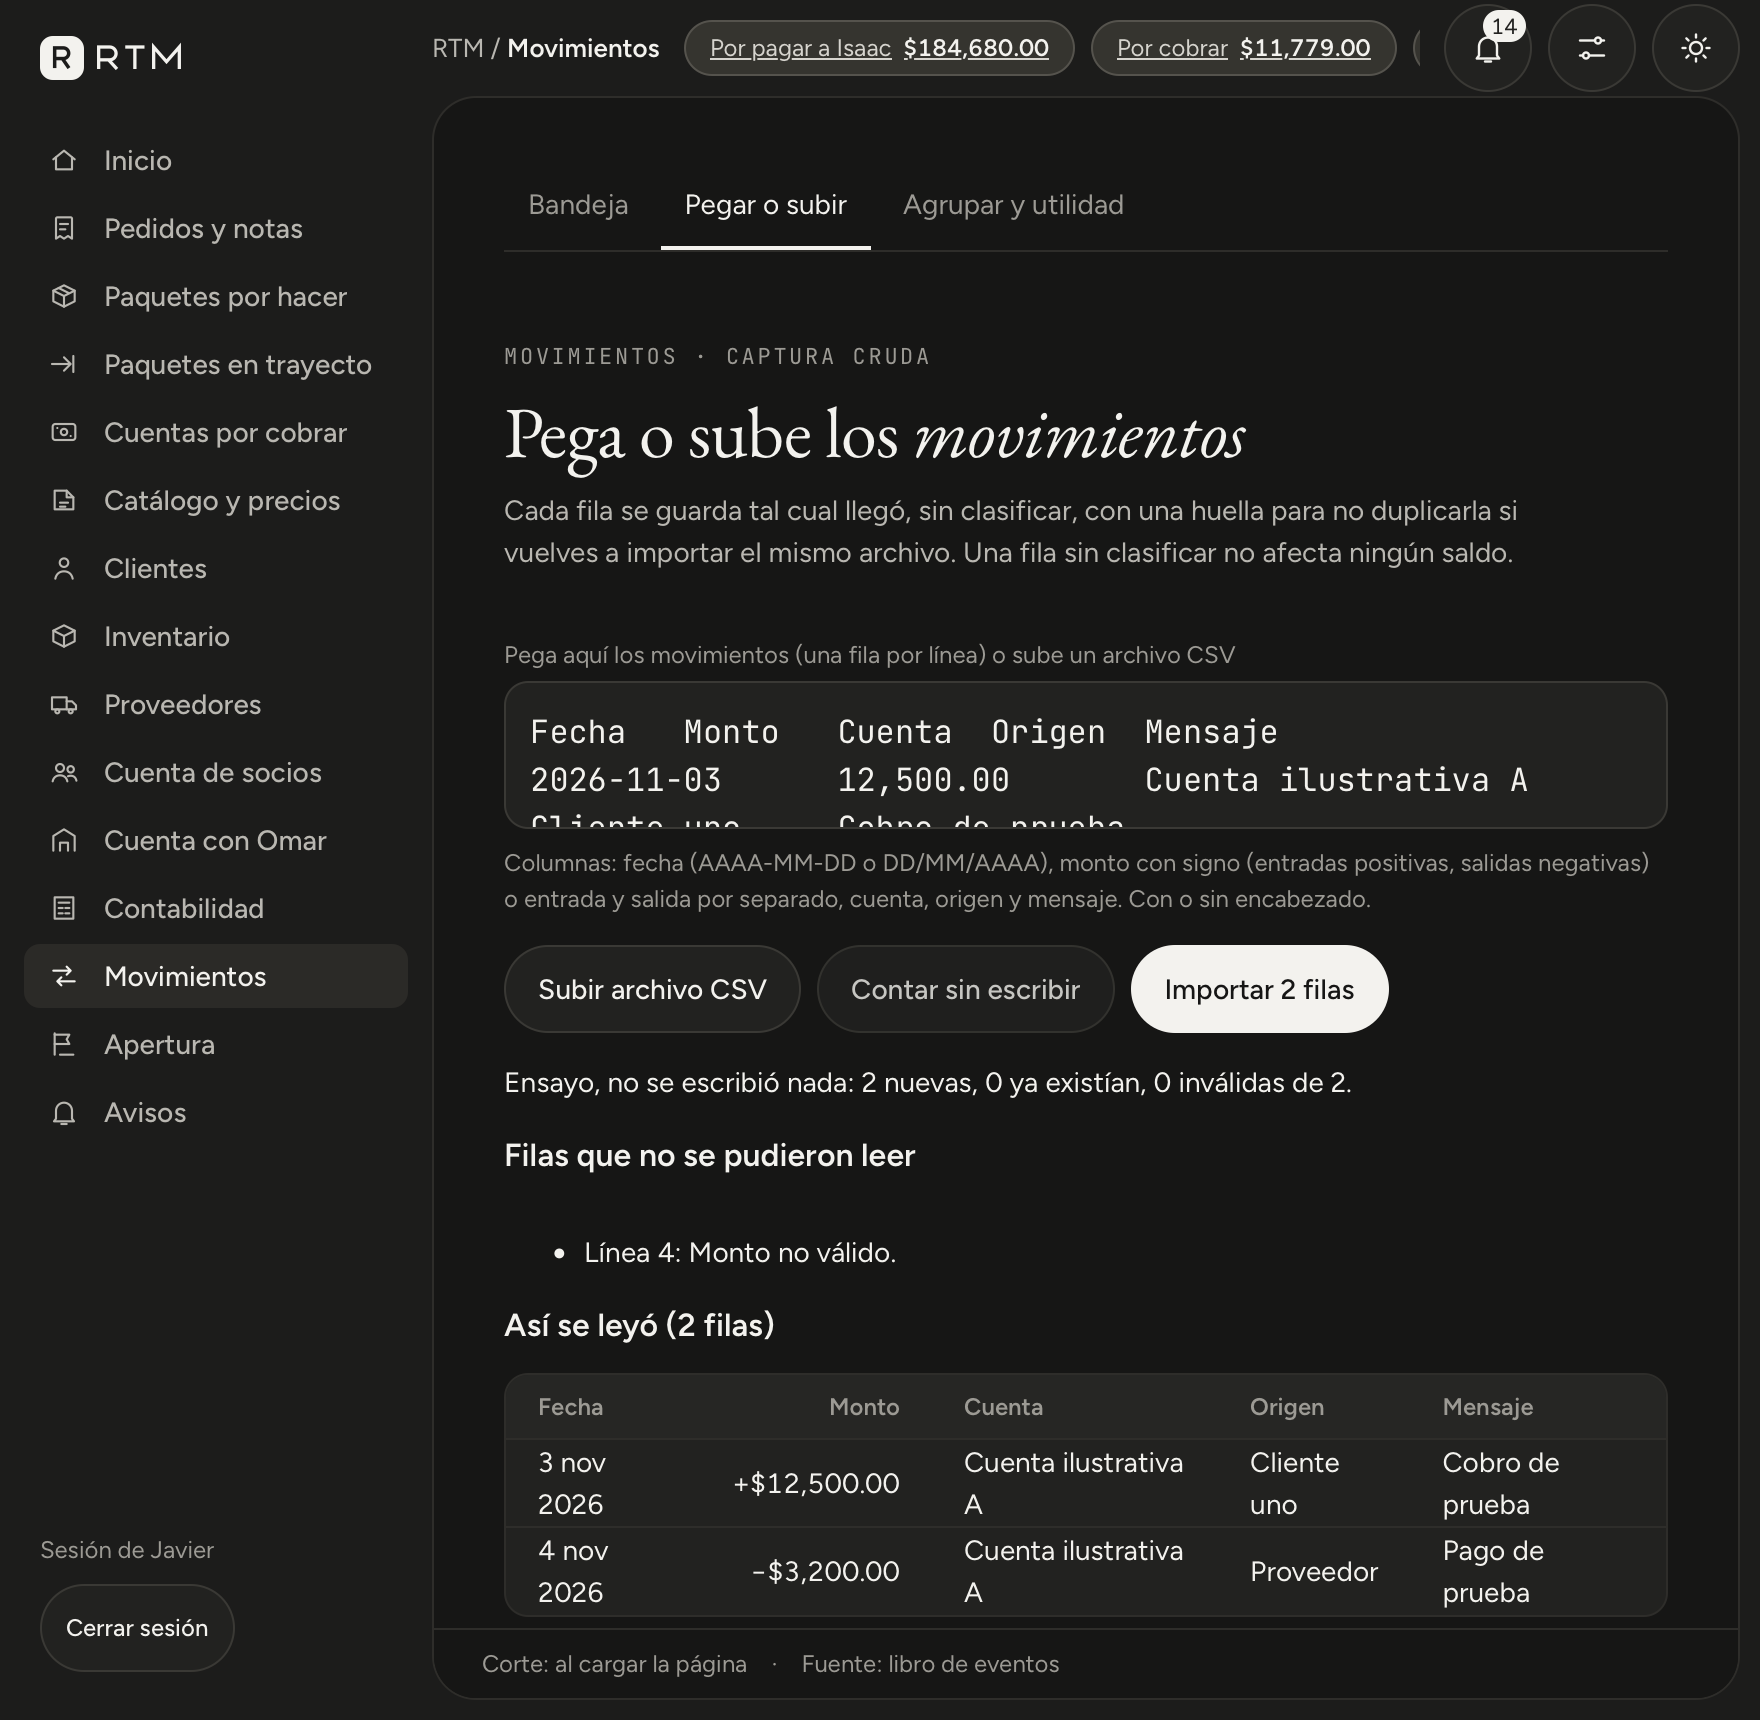 R RTM
RTM / Movimientos Por pagar a Isaac $184,680.00 Por cobrar $11,779.00 14
Inicio
Pedidos y notas
Paquetes por hacer
Paquetes en trayecto
Cuentas por cobrar
Catálogo y precios
Clientes
Inventario
Proveedores
Cuenta de socios
Cuenta con Omar
Contabilidad
Movimientos
Apertura
Avisos
Sesión de Javier
Cerrar sesión
Bandeja Pegar o subir Agrupar y utilidad
MOVIMIENTOS · CAPTURA CRUDA
Pega o sube los movimientos
Cada fila se guarda tal cual llegó, sin clasificar, con una huella para no duplicarla si
vuelves a importar el mismo archivo. Una fila sin clasificar no afecta ningún saldo.
Pega aquí los movimientos (una fila por línea) o sube un archivo CSV
Fecha Monto Cuenta Origen Mensaje
2026-11-03 12,500.00 Cuenta ilustrativa A
Cliente uno Cobro de prueba
Columnas: fecha (AAAA-MM-DD o DD/MM/AAAA), monto con signo (entradas positivas, salidas negativas)
o entrada y salida por separado, cuenta, origen y mensaje. Con o sin encabezado.
Subir archivo CSV Contar sin escribir Importar 2 filas
Ensayo, no se escribió nada: 2 nuevas, 0 ya existían, 0 inválidas de 2.
Filas que no se pudieron leer
• Línea 4: Monto no válido.
Así se leyó (2 filas)
Fecha Monto Cuenta Origen Mensaje
3 nov 2026 +$12,500.00 Cuenta ilustrativa A Cliente uno Cobro de prueba
4 nov 2026 −$3,200.00 Cuenta ilustrativa A Proveedor Pago de prueba
Corte: al cargar la página · Fuente: libro de eventos